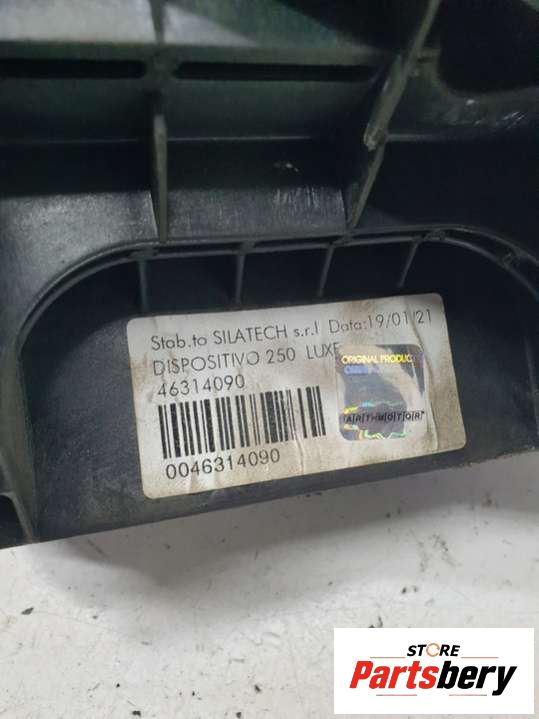 Stab.to SILATECH s.r.l Data:19/01/21
DISPOSITIVO 250 LUXE
46314090
0046314090
ORIGINAL PRODUCT
|A|R|T|H|M|O|T|O|R|
STORE
Partsbery